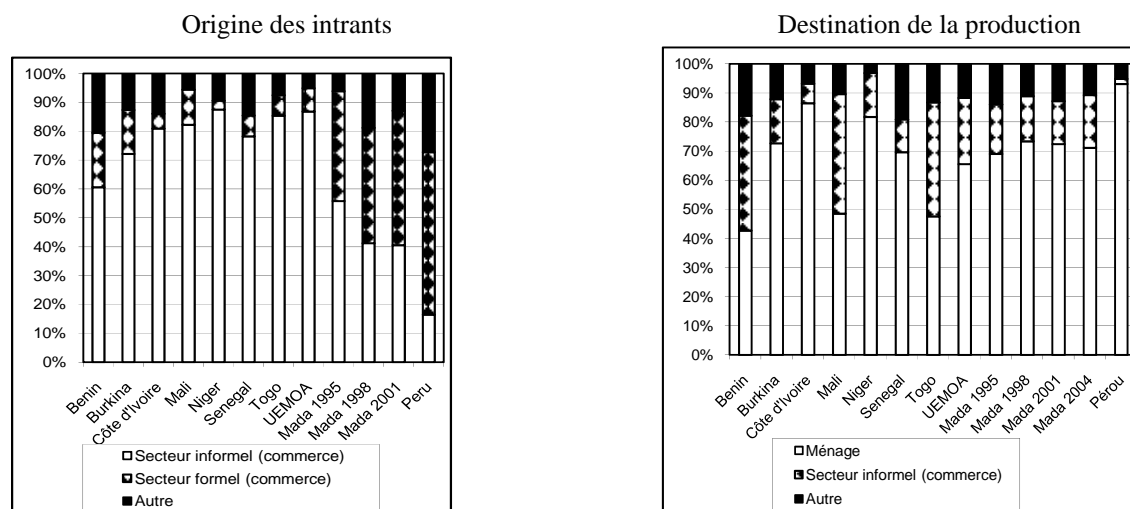 Origine des intrants
100%
90%
80%
70%
60%
50%
40%
30%
20%
10%
0%
Benin
Burkina
Côte d'Ivoire
Mali
Niger
Senegal
Togo
UEMOA
Mada 1995
Mada 1998
Mada 2001
Peru
Secteur informel (commerce)
Secteur formel (commerce)
Autre
Destination de la production
100%
90%
80%
70%
60%
50%
40%
30%
20%
10%
0%
Benin
Burkina
Côte d'Ivoire
Mali
Niger
Senegal
Togo
UEMOA
Mada 1995
Mada 1998
Mada 2001
Mada 2004
Pérou
Ménage
Secteur informel (commerce)
Autre